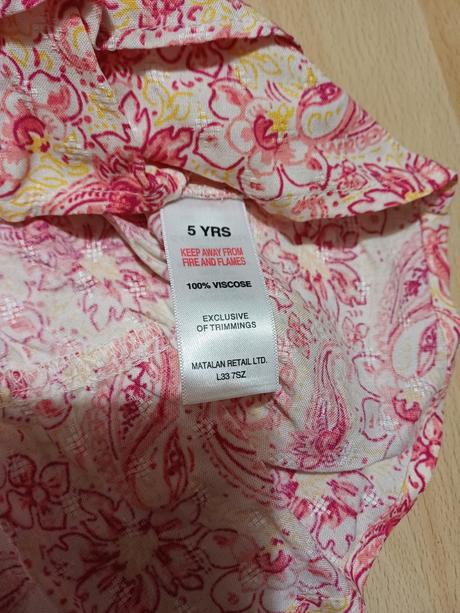 5 YRS
KEEP AWAY FROM
FIRE AND FLAMES
100% VISCOSE
EXCLUSIVE
OF TRIMMINGS
MATALAN RETAIL LTD.
L33 7SZ